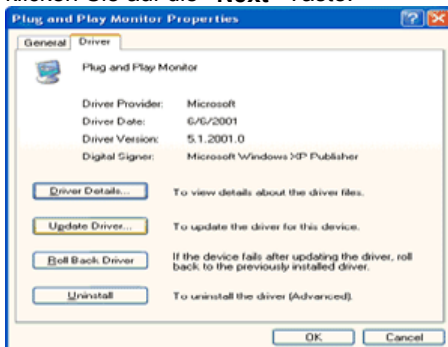 klicken Sie auf die "Next" Taste.
Plug and Play Monitor Properties
General Driver
Plug and Play Monitor
Driver Provider: Microsoft
Driver Date: 6/6/2001
Driver Version: 5.1.2001.0
Digital Signer: Microsoft Windows XP Publisher
Driver Details... To view details about the driver files.
Update Driver... To update the driver for this device.
Roll Back Driver If the device fails after updating the driver, roll
back to the previously installed driver.
Uninstall To uninstall the driver (Advanced).
OK Cancel